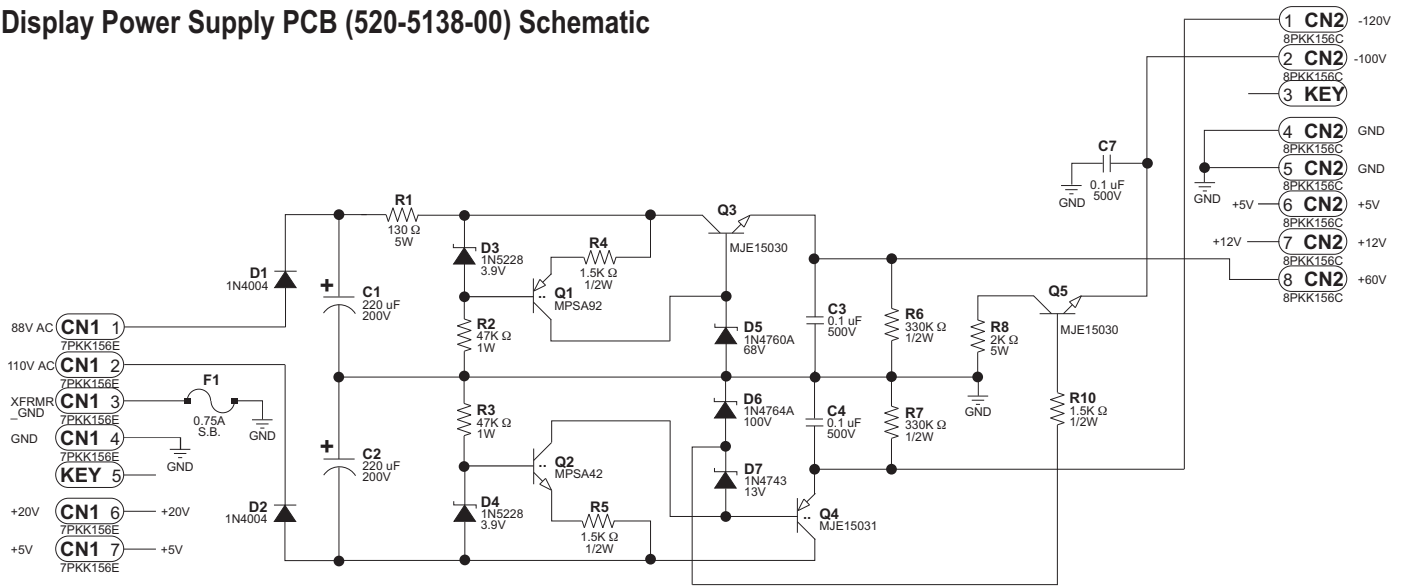 Display Power Supply PCB (520-5138-00) Schematic
1 CN2 -120V
8PKK156C
2 CN2 -100V
8PKK156C
3 KEY
4 CN2 GND
8PKK156C
5 CN2 GND
8PKK156C
GND
+5V 6 CN2 +5V
8PKK156C
+12V 7 CN2 +12V
8PKK156C
8 CN2 +60V
8PKK156C
C7
0.1 uF
500V
GND
R1
130 Ω
5W
D3
1N5228
3.9V
R4
1.5K Ω
1/2W
Q3
MJE15030
D1
1N4004
+
C1
220 uF
200V
Q1
MPSA92
R2
47K Ω
1W
D5
1N4760A
68V
C3
0.1 uF
500V
R6
330K Ω
1/2W
R8
2K Ω
5W
Q5
MJE15030
88V AC CN1 1
7PKK156E
110V AC CN1 2
7PKK156E
XFRMR
_GND
CN1 3
7PKK156E
F1
0.75A
S.B.
GND
GND CN1 4
7PKK156E
GND
KEY 5
+20V CN1 6 +20V
7PKK156E
+5V CN1 7 +5V
7PKK156E
R3
47K Ω
1W
D6
1N4764A
100V
C4
0.1 uF
500V
R7
330K Ω
1/2W
GND
R10
1.5K Ω
1/2W
+
C2
220 uF
200V
Q2
MPSA42
D7
1N4743
13V
D2
1N4004
D4
1N5228
3.9V
R5
1.5K Ω
1/2W
Q4
MJE15031